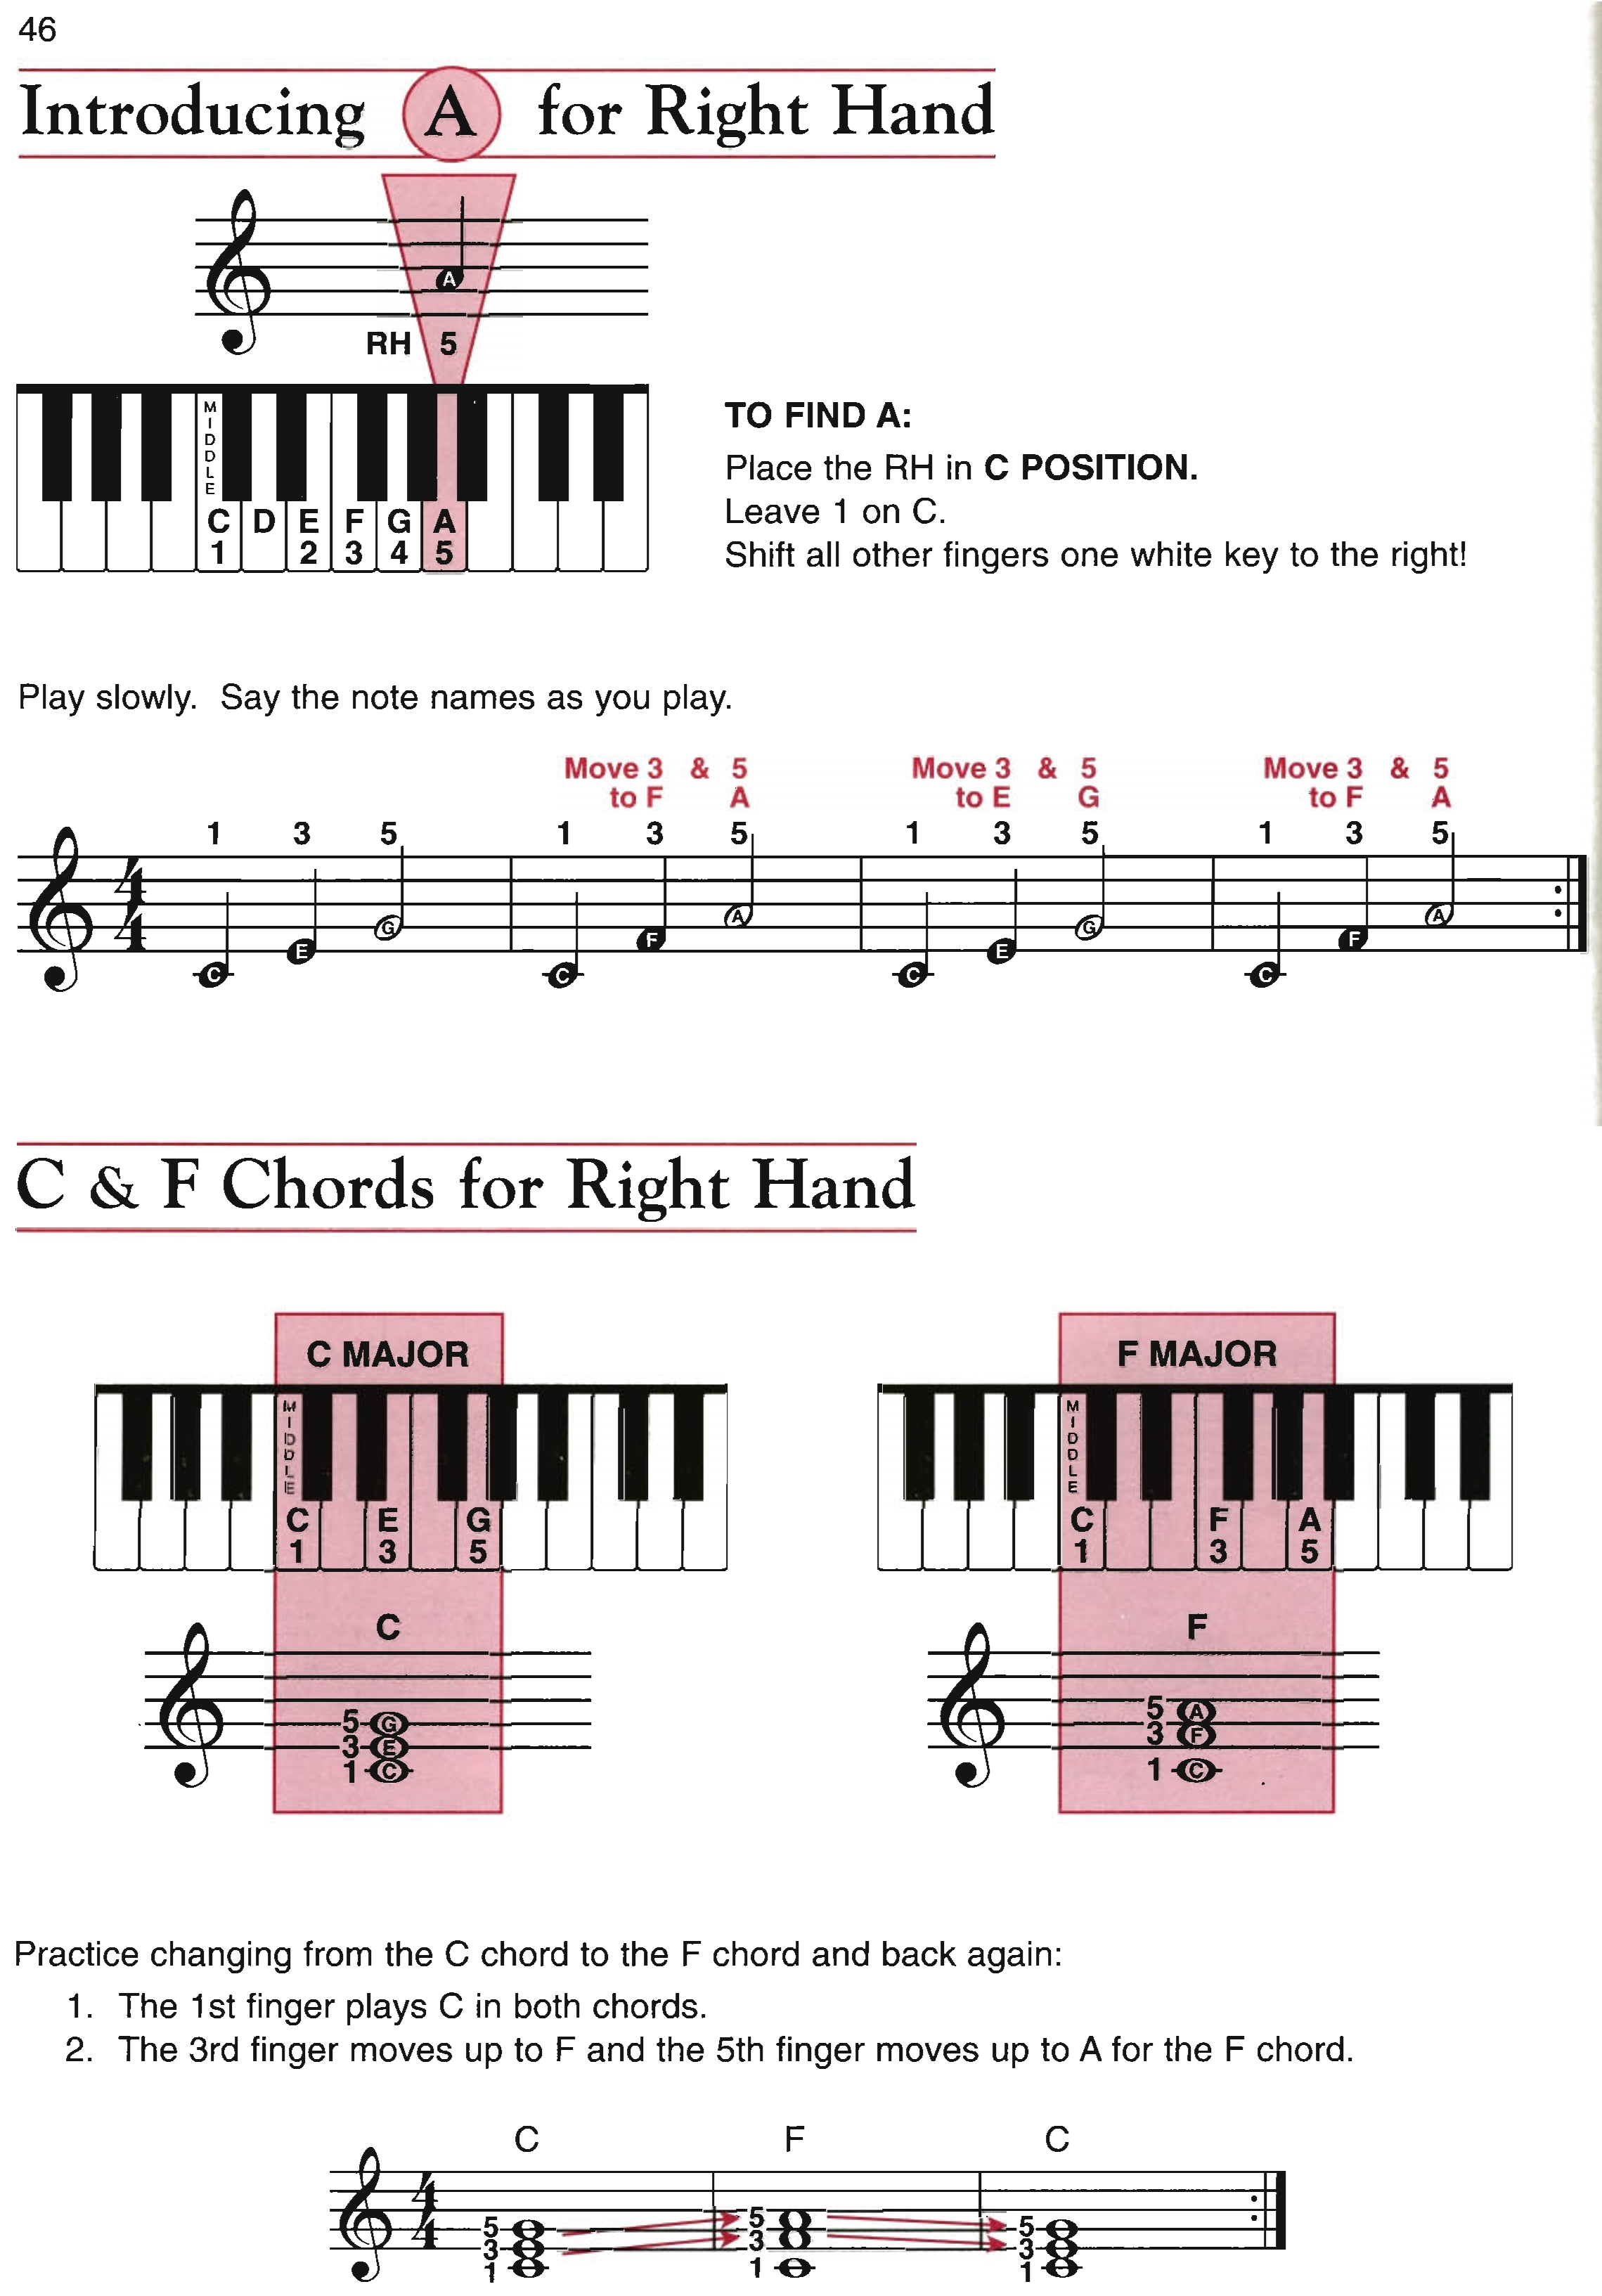 46
Introducing A for Right Hand
A
RH 5
MIDDLE
C D E F G A
1 2 3 4 5
TO FIND A:
Place the RH in C POSITION.
Leave 1 on C.
Shift all other fingers one white key to the right!
Play slowly. Say the note names as you play.
Move 3 & 5 Move 3 & 5 Move 3 & 5
to F A to E G to F A
1 3 5 1 3 5 1 3 5 1 3 5
4
4
C E G C F A C E G C F A
C & F Chords for Right Hand
C MAJOR
MIDDLE
C E G
1 3 5
C
5 G
3 E
1 C
F MAJOR
MIDDLE
C F A
1 3 5
F
5 A
3 F
1 C
Practice changing from the C chord to the F chord and back again:
1. The 1st finger plays C in both chords.
2. The 3rd finger moves up to F and the 5th finger moves up to A for the F chord.
C F C
4
4
5 5 5
3 3 3
1 1 1